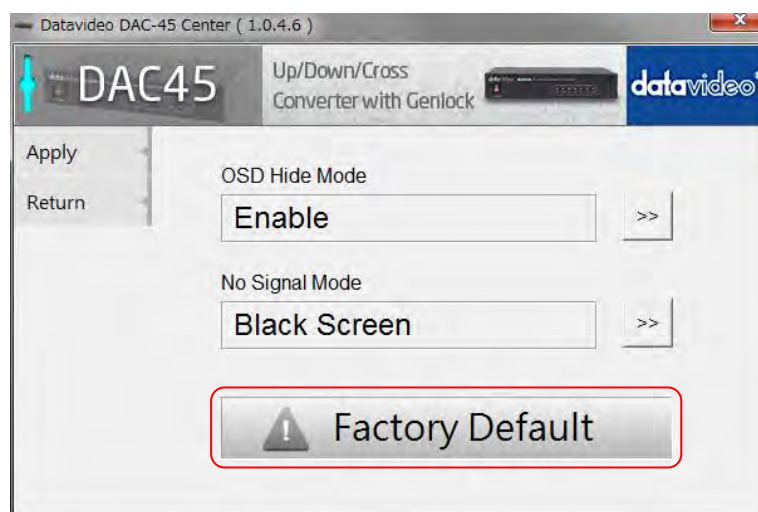 Datavideo DAC-45 Center ( 1.0.4.6 )
DAC45
Up/Down/Cross
Converter with Genlock
datavideo
Apply
Return
OSD Hide Mode
Enable
>>
No Signal Mode
Black Screen
>>
Factory Default